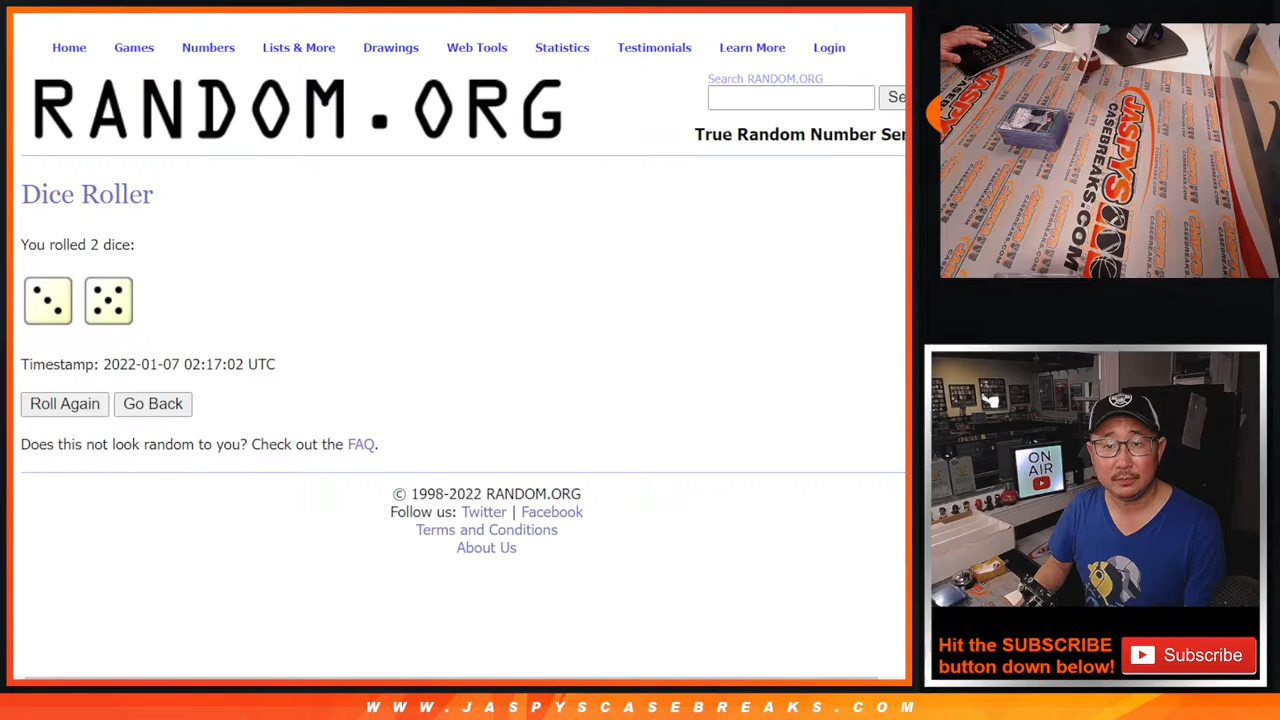 Home Games Numbers Lists & More Drawings Web Tools Statistics Testimonials Learn More Login
RANDOM.ORG
Search RANDOM.ORG
Se
True Random Number Ser
Dice Roller
You rolled 2 dice:
Timestamp: 2022-01-07 02:17:02 UTC
Roll Again Go Back
Does this not look random to you? Check out the FAQ.
© 1998-2022 RANDOM.ORG
Follow us: Twitter | Facebook
Terms and Conditions
About Us
JASPYS
CASEBREAKS.COM
ON
AIR
Hit the SUBSCRIBE
button down below!
Subscribe
WWW.JASPYSCASEBREAKS.COM